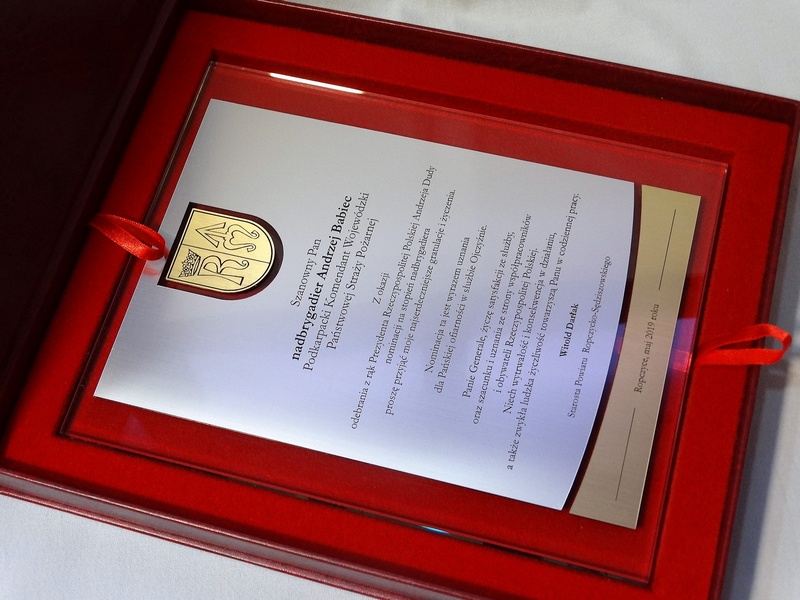 Szanowny Pan
nadbrygadier Andrzej Babiec
Podkarpacki Komendant Wojewódzki
Państwowej Straży Pożarnej
Z okazji
odebrania z rąk Prezydenta Rzeczypospolitej Polskiej Andrzeja Dudy
nominacji na stopień nadbrygadiera
proszę przyjąć moje najserdeczniejsze gratulacje i życzenia.
Nominacja ta jest wyrazem uznania
dla Pańskiej ofiarności w służbie Ojczyźnie.
Panie Generale, życzę satysfakcji ze służby,
oraz szacunku i uznania ze strony współpracowników
i obywateli Rzeczypospolitej Polskiej.
Niech wytrwałość i konsekwencja w działaniu,
a także zwykła ludzka życzliwość towarzyszą Panu w codziennej pracy.
Witold Darłak
Starosta Powiatu Ropczycko-Sędziszowskiego
Ropczyce, maj 2019 roku